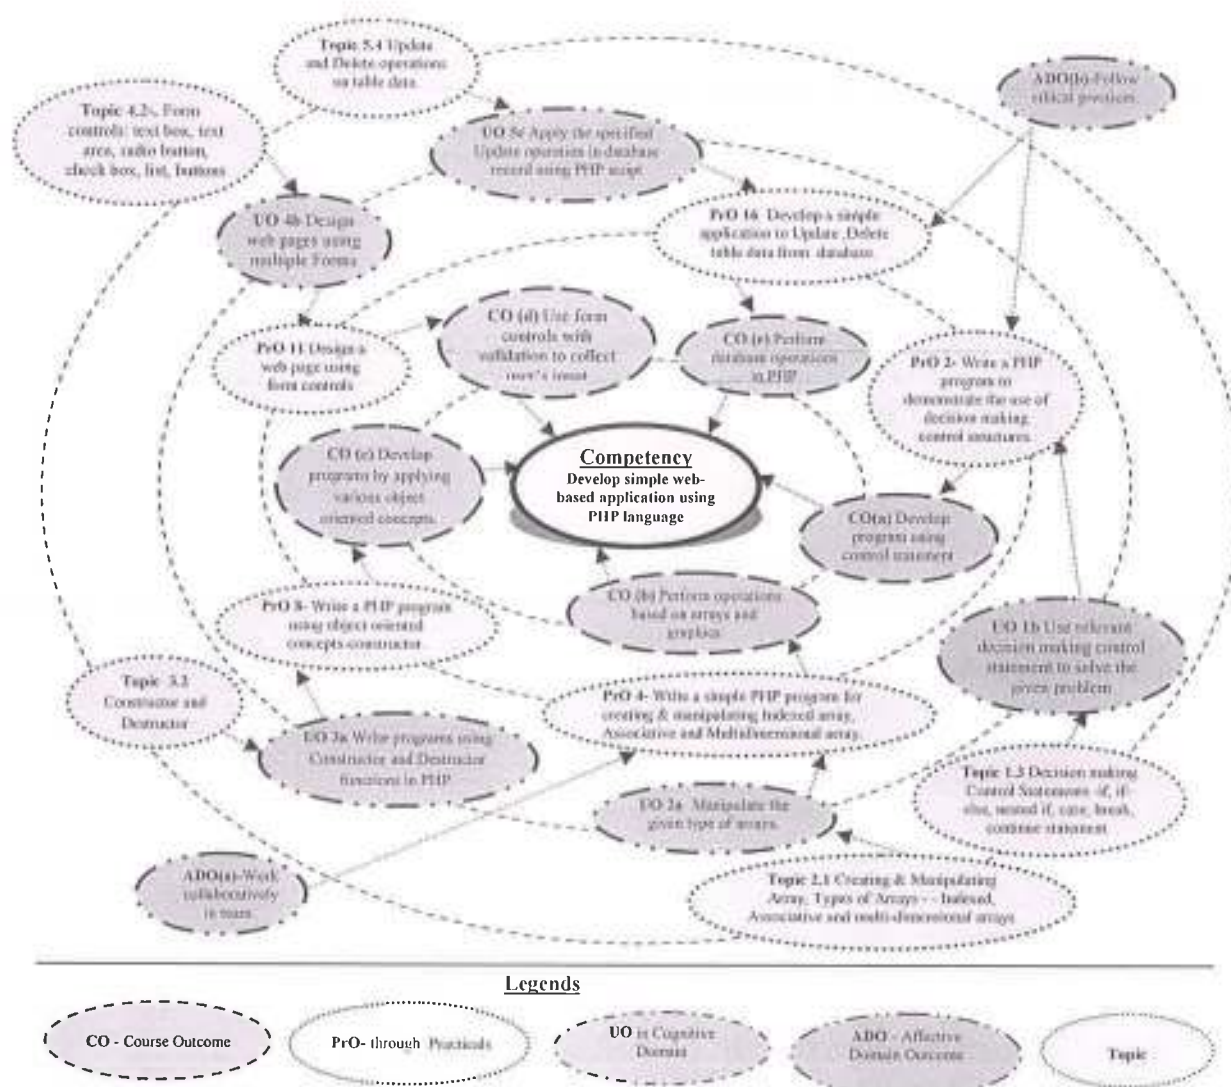 Topic 5.4 Update
and Delete operations
on table data.
ADO(b)-Follow
ethical practices.
Topic 4.2-. Form
controls: text box, text
area, radio button,
check box, list, buttons
UO 5e Apply the specified
Update operation in database
record using PHP script
UO 4b Design
web pages using
multiple Forms
PrO 16 Develop a simple
application to Update ,Delete
table data from database.
CO (d) Use form
controls with
validation to collect
user's input
CO (e) Perform
database operations
in PHP
PrO 11 Design a
web page using
form controls
PrO 2- Write a PHP
program to
demonstrate the use of
decision making
control structures.
CO (c) Develop
programs by applying
various object
oriented concepts.
Competency
Develop simple web-
based application using
PHP language
CO(a) Develop
program using
control statement
CO (b) Perform operations
based on arrays and
graphics
PrO 8- Write a PHP program
using object oriented
concepts-constructor.
UO 1b Use relevant
decision making control
statement to solve the
given problem
Topic 3.2
Constructor and
Destructor
PrO 4- Write a simple PHP program for
creating & manipulating Indexed array,
Associative and Multidimensional array.
UO 3a Write programs using
Constructor and Destructor
functions in PHP
UO 2a Manipulate the
given type of arrays.
Topic 1.3 Decision making
Control Statements -if, if-
else, nested if, case, break,
continue statement
ADO(a)-Work
collaboratively
in team.
Topic 2.1 Creating & Manipulating
Array, Types of Arrays - - Indexed,
Associative and multi-dimensional arrays
Legends
CO - Course Outcome
PrO- through Practicals
UO in Cognitive
Domain
ADO - Affective
Domain Outcome
Topic